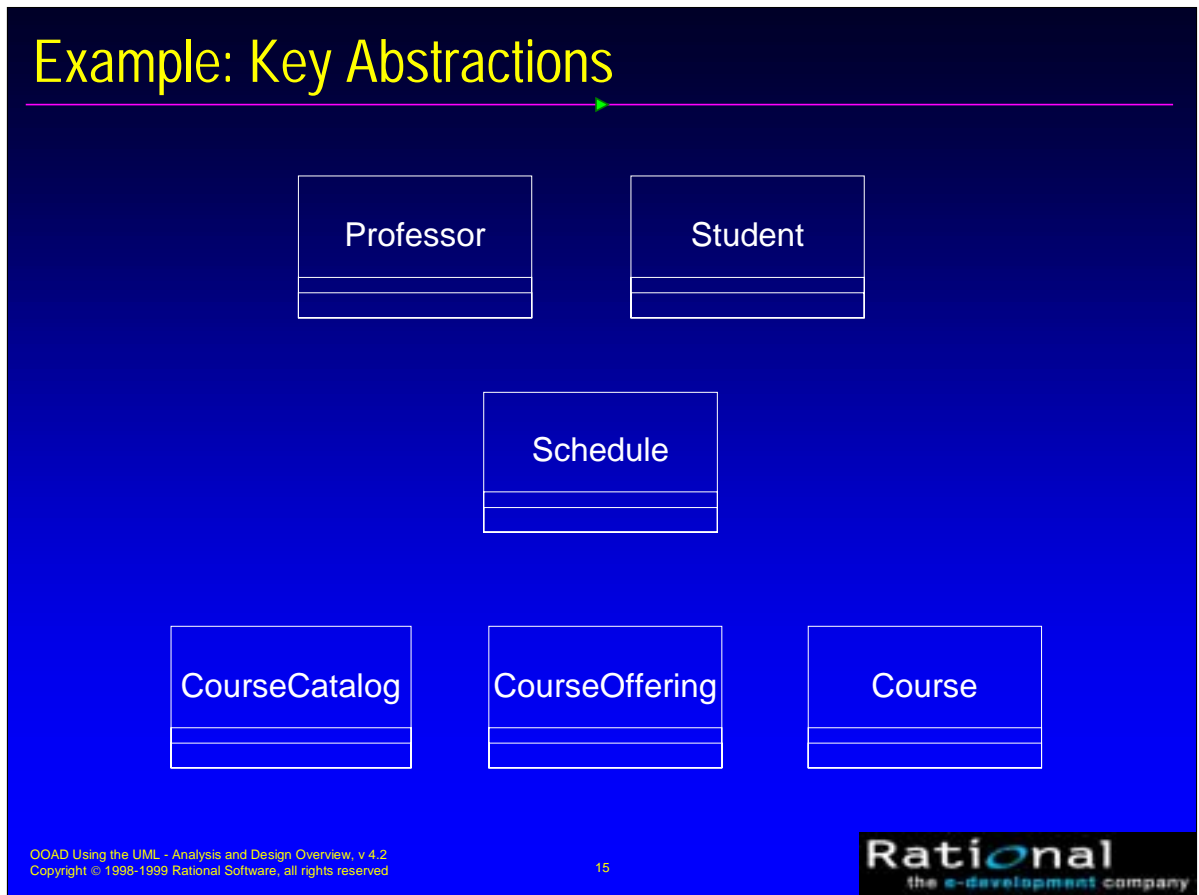 Example: Key Abstractions
Professor
Student
Schedule
CourseCatalog
CourseOffering
Course
OOAD Using the UML - Analysis and Design Overview, v 4.2
Copyright © 1998-1999 Rational Software, all rights reserved
15
Rational
the e-development company